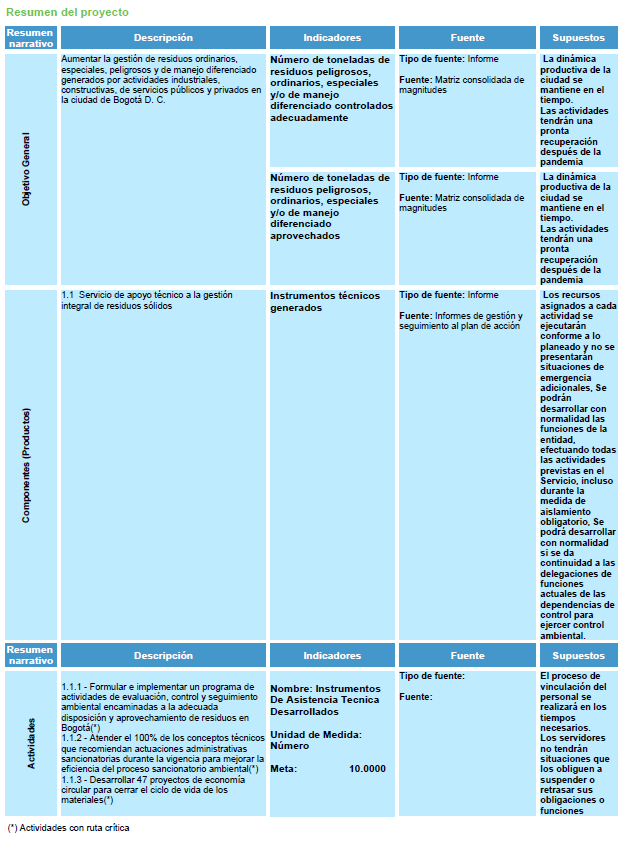 Resumen del proyecto
Resumen
narrativo
Descripción
Indicadores
Fuente
Supuestos
Objetivo General
Aumentar la gestión de residuos ordinarios,
especiales, peligrosos y de manejo diferenciado
generados por actividades industriales,
constructivas, de servicios públicos y privados en
la ciudad de Bogotá D. C.
Número de toneladas de
residuos peligrosos,
ordinarios, especiales
y/o de manejo
diferenciado controlados
adecuadamente
Tipo de fuente: Informe
Fuente: Matriz consolidada de
magnitudes
La dinámica
productiva de la
ciudad se
mantiene en el
tiempo.
Las actividades
tendrán una
pronta
recuperación
después de la
pandemia
Número de toneladas de
residuos peligrosos,
ordinarios, especiales
y/o de manejo
diferenciado
aprovechados
Tipo de fuente: Informe
Fuente: Matriz consolidada de
magnitudes
La dinámica
productiva de la
ciudad se
mantiene en el
tiempo.
Las actividades
tendrán una
pronta
recuperación
después de la
pandemia
Componentes (Productos)
1.1 Servicio de apoyo técnico a la gestión
integral de residuos sólidos
Instrumentos técnicos
generados
Tipo de fuente: Informe
Fuente: Informes de gestión y
seguimiento al plan de acción
Los recursos
asignados a cada
actividad se
ejecutarán
conforme a lo
planeado y no se
presentarán
situaciones de
emergencia
adicionales, Se
podrán
desarrollar con
normalidad las
funciones de la
entidad,
efectuando todas
las actividades
previstas en el
Servicio, incluso
durante la
medida de
aislamiento
obligatorio, Se
podrá desarrollar
con normalidad
si se da
continuidad a las
delegaciones de
funciones
actuales de las
dependencias de
control para
ejercer control
ambiental.
Resumen
narrativo
Descripción
Indicadores
Fuente
Supuestos
Actividades
1.1.1 - Formular e implementar un programa de
actividades de evaluación, control y seguimiento
ambiental encaminadas a la adecuada
disposición y aprovechamiento de residuos en
Bogotá(*)
1.1.2 - Atender el 100% de los conceptos técnicos
que recomiendan actuaciones administrativas
sancionatorias durante la vigencia para mejorar la
eficiencia del proceso sancionatorio ambiental(*)
1.1.3 - Desarrollar 47 proyectos de economía
circular para cerrar el ciclo de vida de los
materiales(*)
Nombre: Instrumentos
De Asistencia Tecnica
Desarrollados
Unidad de Medida:
Número
Meta: 10.0000
Tipo de fuente:
Fuente:
El proceso de
vinculación del
personal se
realizará en los
tiempos
necesarios.
Los servidores
no tendrán
situaciones que
los obliguen a
suspender o
retrasar sus
obligaciones o
funciones
(*) Actividades con ruta crítica